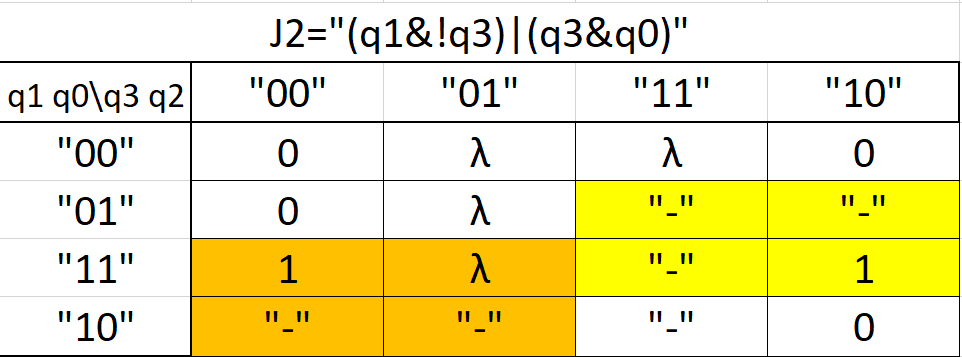 J2="(q1&!q3)|(q3&q0)"
q1 q0\q3 q2 "00" "01" "11" "10"
"00" 0 λ λ 0
"01" 0 λ "-" "-"
"11" 1 λ "-" 1
"10" "-" "-" "-" 0